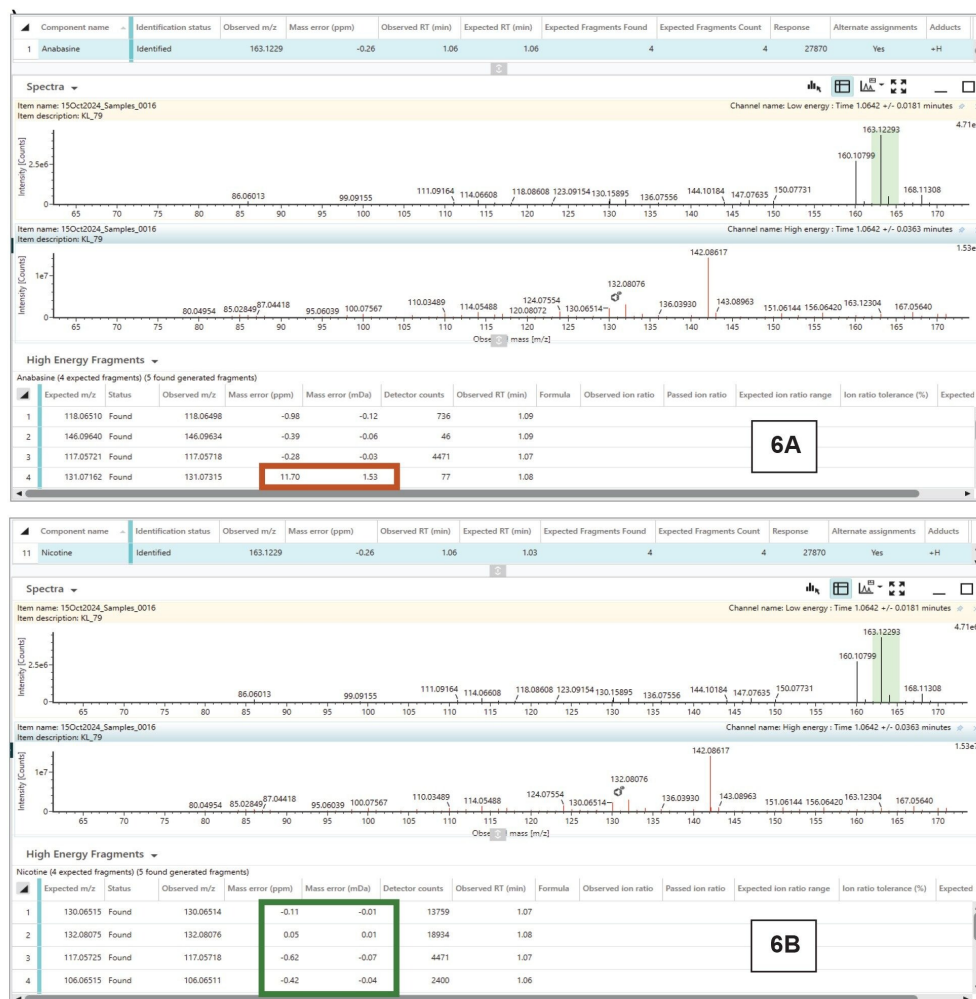 Component name Identification status Observed m/z Mass error (ppm) Observed RT (min) Expected RT (min) Expected Fragments Found Expected Fragments Count Response Alternate assignments Adducts
1 Anabasine Identified 163.1229 -0.26 1.06 1.06 4 4 27870 Yes +H
Spectra
Item name: 15Oct2024_Samples_0016 Channel name: Low energy : Time 1.0642 +/- 0.0181 minutes
Item description: KL_79
4.71e
163.12293
160.10799
2.5e6
Intensity [Counts]
86.06013 99.09155 111.09164 114.06608 118.08608 123.09154 130.15895 136.07556 144.10184 147.07635 150.07731 168.11308
0
65 70 75 80 85 90 95 100 105 110 115 120 125 130 135 140 145 150 155 160 165 170
Item name: 15Oct2024_Samples_0016 Channel name: High energy : Time 1.0642 +/- 0.0363 minutes
Item description: KL_79
1.53e
142.08617
1e7
Intensity [Counts]
132.08076
80.04954 85.02849 87.04418 95.06039 100.07567 110.03489 114.05488 120.08072 124.07554 130.06514 136.03930 143.08963 151.06144 156.06420 163.12304 167.05640
0
65 70 75 80 85 90 95 100 105 110 115 120 125 130 135 140 145 150 155 160 165 170
mass [m/z]
High Energy Fragments
Anabasine (4 expected fragments) (5 found generated fragments)
Expected m/z Status Observed m/z Mass error (ppm) Mass error (mDa) Detector counts Observed RT (min) Formula Observed ion ratio Passed ion ratio Expected ion ratio range Ion ratio tolerance (%) Expected
1 118.06510 Found 118.06498 -0.98 -0.12 736 1.09
2 146.09640 Found 146.09634 -0.39 -0.06 46 1.09
3 117.05721 Found 117.05718 -0.28 -0.03 4471 1.07
4 131.07162 Found 131.07315 11.70 1.53 77 1.08
6A
Component name Identification status Observed m/z Mass error (ppm) Observed RT (min) Expected RT (min) Expected Fragments Found Expected Fragments Count Response Alternate assignments Adducts
11 Nicotine Identified 163.1229 -0.26 1.06 1.03 4 4 27870 Yes +H
Spectra
Item name: 15Oct2024_Samples_0016 Channel name: Low energy : Time 1.0642 +/- 0.0181 minutes
Item description: KL_79
4.71e6
163.12293
160.10799
2.5e6
Intensity [Counts]
86.06013 99.09155 111.09164 114.06608 118.08608 123.09154 130.15895 136.07556 144.10184 147.07635 150.07731 168.11308
0
65 70 75 80 85 90 95 100 105 110 115 120 125 130 135 140 145 150 155 160 165 170
Item name: 15Oct2024_Samples_0016 Channel name: High energy : Time 1.0642 +/- 0.0363 minutes
Item description: KL_79
1.53e7
142.08617
1e7
Intensity [Counts]
132.08076
80.04954 85.02849 87.04418 95.06039 100.07567 110.03489 114.05488 124.07554 130.06514 136.03930 143.08963 151.06144 156.06420 163.12304 167.05640
0
65 70 75 80 85 90 95 100 105 110 115 120 125 130 135 140 145 150 155 160 165 170
mass [m/z]
High Energy Fragments
Nicotine (4 expected fragments) (5 found generated fragments)
Expected m/z Status Observed m/z Mass error (ppm) Mass error (mDa) Detector counts Observed RT (min) Formula Observed ion ratio Passed ion ratio Expected ion ratio range Ion ratio tolerance (%) Expected
1 130.06515 Found 130.06514 -0.11 -0.01 13759 1.07
2 132.08075 Found 132.08076 0.05 0.01 18934 1.08
3 117.05725 Found 117.05718 -0.62 -0.07 4471 1.07
4 106.06515 Found 106.06511 -0.42 -0.04 2400 1.06
6B